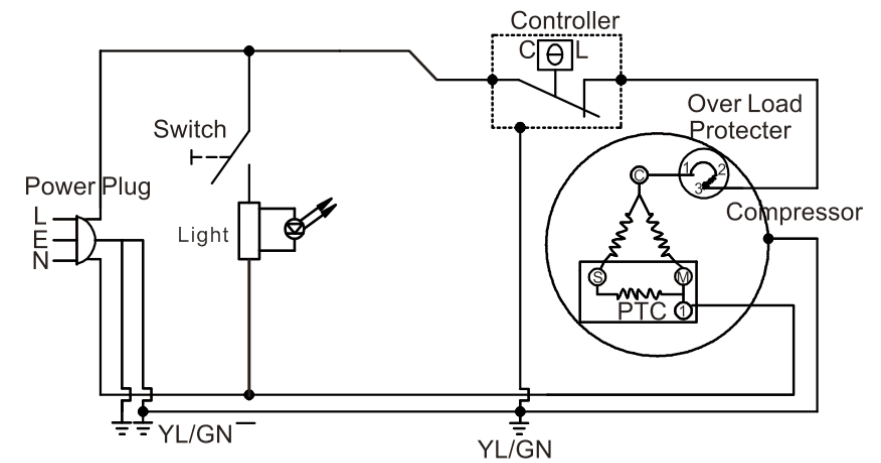 Controller
C L
Over Load
Protecter
1 2
3
C
Switch
Power Plug
L
E
N
Light
Compressor
S M
PTC 1
YL/GN
YL/GN